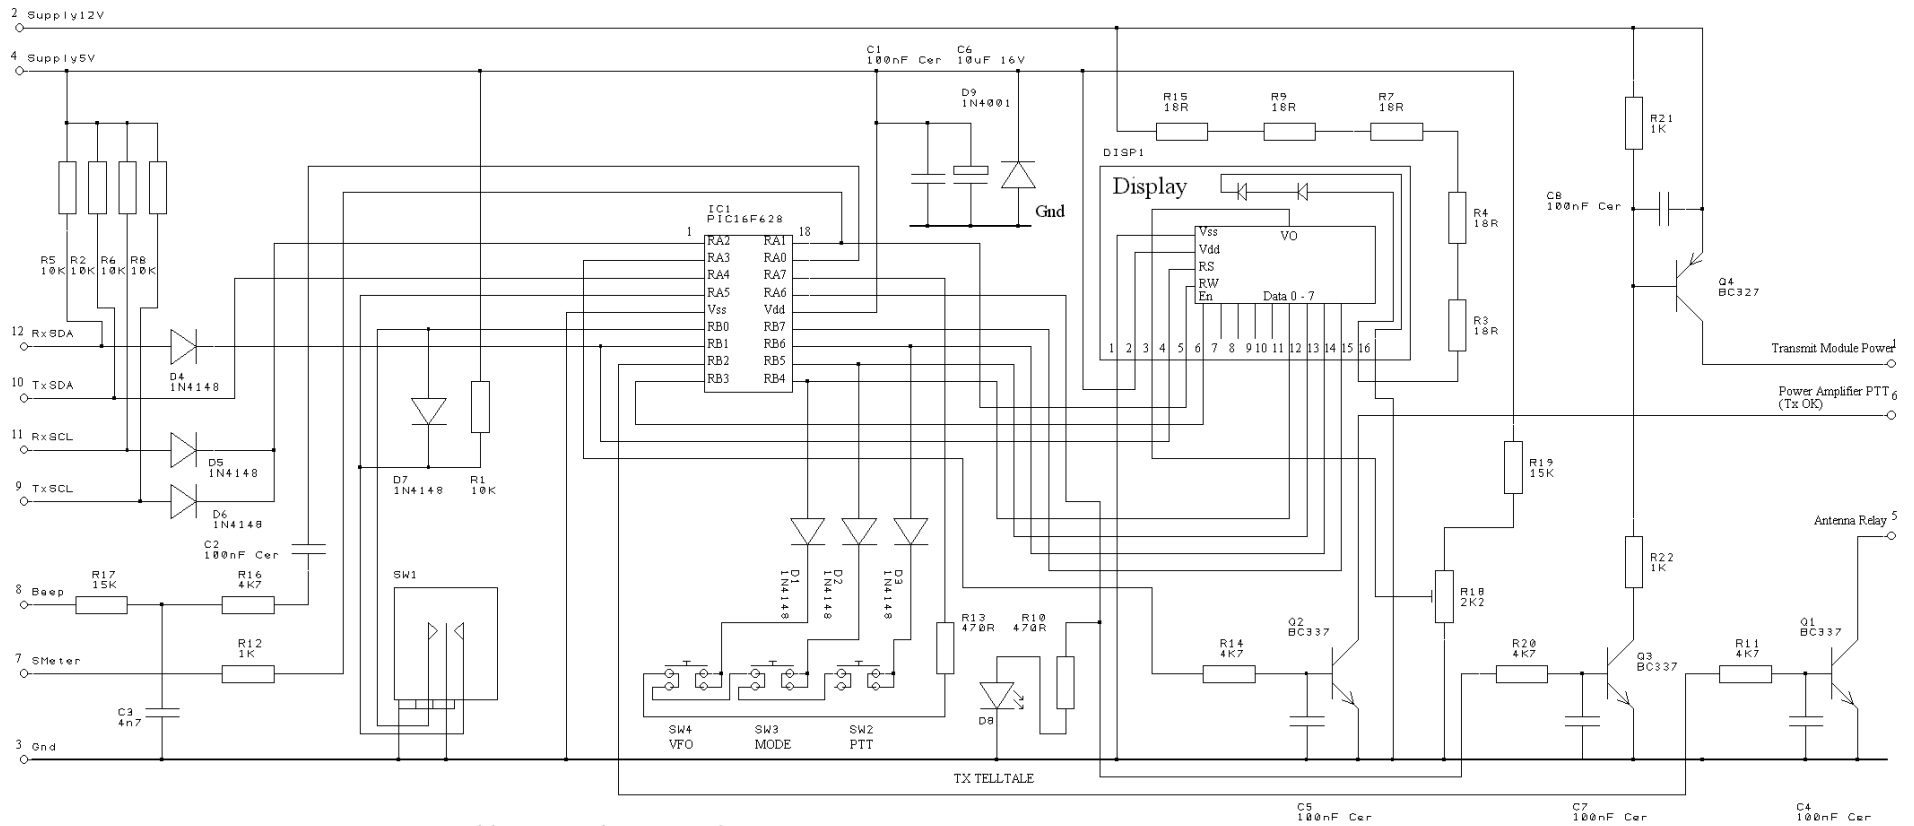 2 Supply12V
4 Supply5V
C1
100nF Cer
C6
10uF 16V
D9
1N4001
R15
18R
R9
18R
R7
18R
R21
1K
DISP1
Display
C8
100nF Cer
Gnd
R4
18R
IC1
PIC16F628
1
18
RA2
RA3
RA4
RA5
Vss
RB0
RB1
RB2
RB3
RA1
RA0
RA7
RA6
Vdd
RB7
RB6
RB5
RB4
Vss
Vdd
RS
RW
En
VO
Data 0 - 7
R5
10K
R2
10K
R6
10K
R8
10K
Q4
BC327
R3
18R
12 RxSDA
D4
1N4148
1 2 3 4 5 6 7 8 9 10 11 12 13 14 15 16
Transmit Module Power
1
10 TxSDA
Power Amplifier PTT
(Tx OK)
6
11 RxSCL
D5
1N4148
9 TxSCL
D6
1N4148
D7
1N4148
R1
10K
R19
15K
Antenna Relay
5
C2
100nF Cer
R17
15K
R16
4K7
8 Beep
SW1
D1
1N4148
D2
1N4148
D3
1N4148
R13
470R
R10
470R
R18
2K2
R22
1K
R12
1K
7 SMeter
R14
4K7
Q2
BC337
R20
4K7
Q3
BC337
R11
4K7
Q1
BC337
C3
4n7
SW4
VFO
SW3
MODE
SW2
PTT
D8
3 Gnd
TX TELLTALE
C5
100nF Cer
C7
100nF Cer
C4
100nF Cer